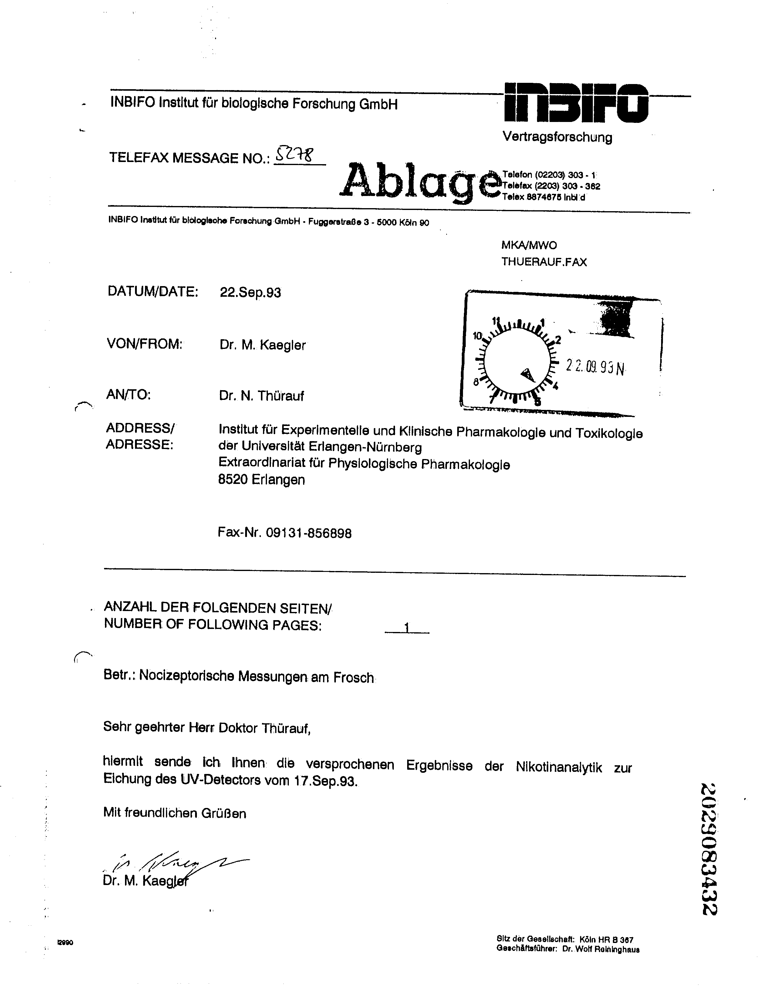 INBIFO Institut für biologische Forschung GmbH
INBIFO
Vertragsforschung
TELEFAX MESSAGE NO.: 5278
Ablage
Telefon (02203) 303 - 1
Telefax (2203) 303 - 362
Telex 8874675 inbi d
INBIFO Institut für biologische Forschung GmbH - Fuggerstraße 3 - 5000 Köln 90
MKA/MWO
THUERAUF.FAX
DATUM/DATE: 22.Sep.93
VON/FROM: Dr. M. Kaegler
11 1
10 2
22.09.93 N
8 4
7 5
AN/TO: Dr. N. Thürauf
ADDRESS/ Institut für Experimentelle und Klinische Pharmakologie und Toxikologie
ADRESSE: der Universität Erlangen-Nürnberg
Extraordinariat für Physiologische Pharmakologie
8520 Erlangen
Fax-Nr. 09131-856898
ANZAHL DER FOLGENDEN SEITEN/
NUMBER OF FOLLOWING PAGES: 1
Betr.: Nozizeptorische Messungen am Frosch
Sehr geehrter Herr Doktor Thürauf,
hiermit sende ich Ihnen die versprochenen Ergebnisse der Nikotinanalytik zur
Eichung des UV-Detectors vom 17.Sep.93.
Mit freundlichen Grüßen
Dr. M. Kaegler
2029083432
Sitz der Gesellschaft: Köln HR B 367
Geschäftsführer: Dr. Wolf Reininghaus